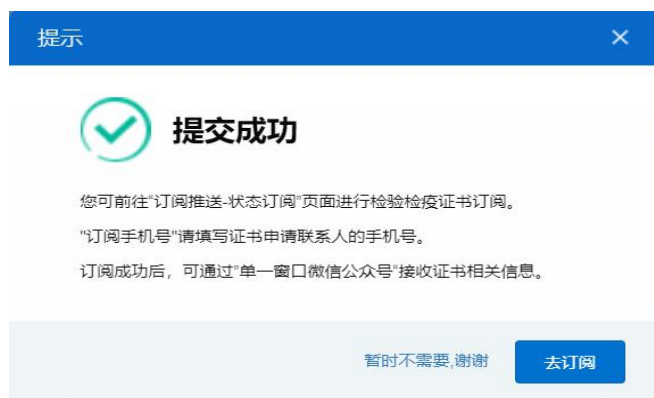 提示
提交成功
您可前往"订阅推送-状态订阅"页面进行检验检疫证书订阅。
"订阅手机号"请填写证书申请联系人的手机号。
订阅成功后，可通过"单一窗口微信公众号"接收证书相关信息。
暂时不需要,谢谢
去订阅